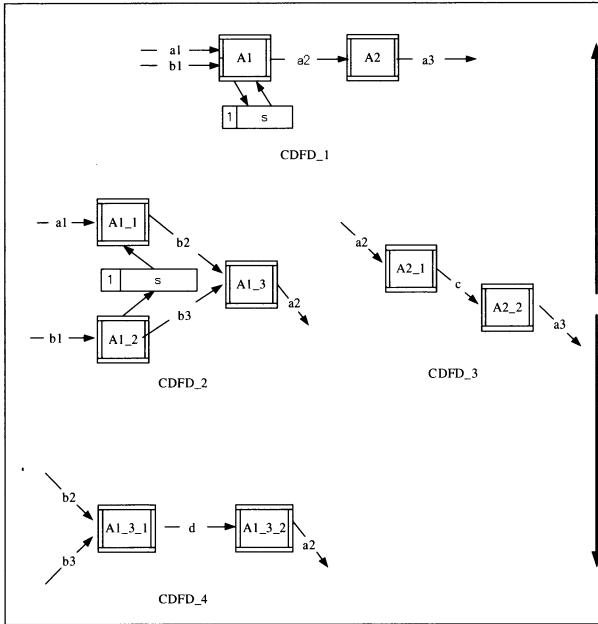 a1
b1
A1
a2
A2
a3
1 s
CDFD_1
a1
A1_1
b2
1 s
A1_3
a2
b1
A1_2
b3
CDFD_2
a2
A2_1
c
A2_2
a3
CDFD_3
b2
b3
A1_3_1
d
A1_3_2
a2
CDFD_4